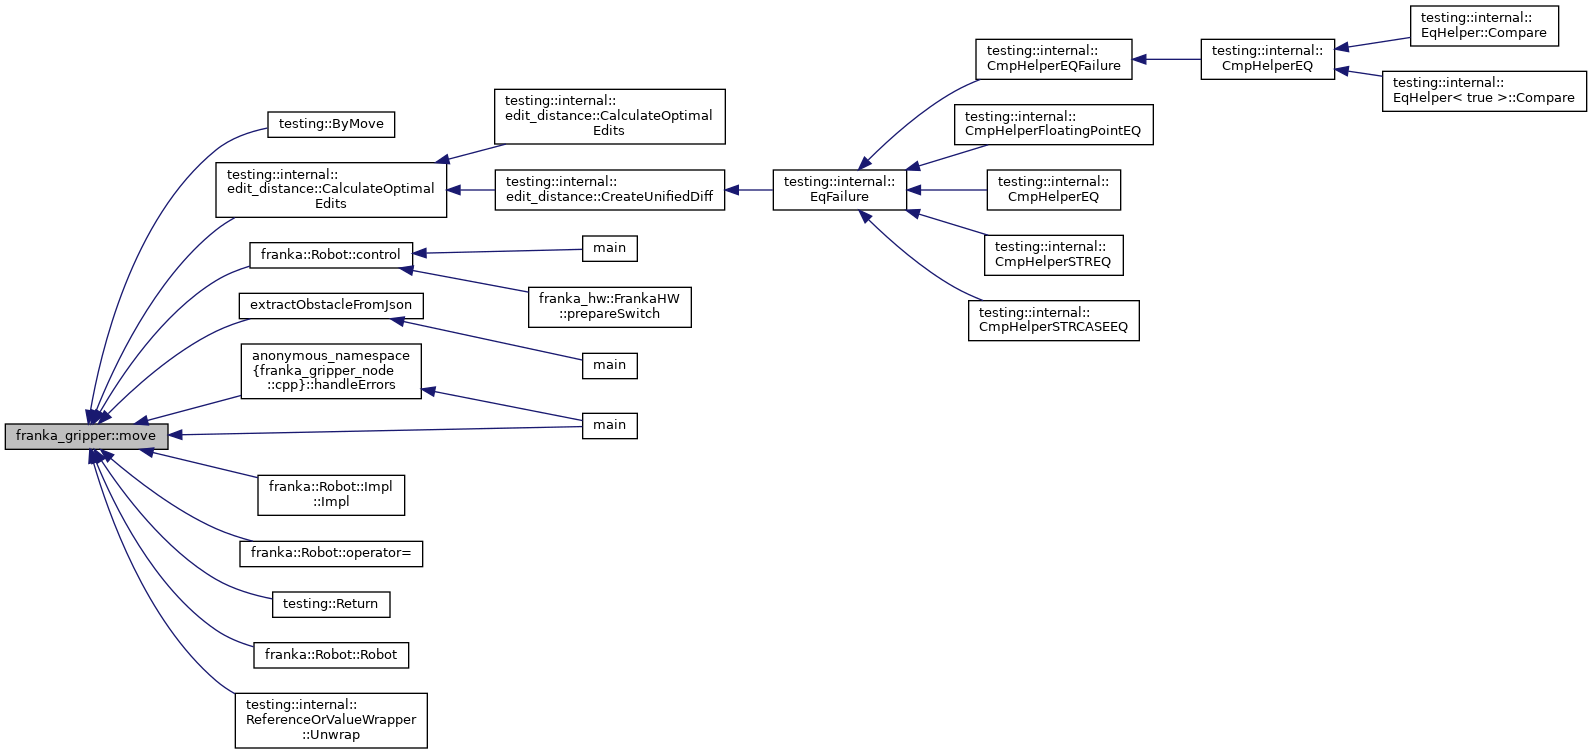 franka_gripper::move
testing::ByMove
testing::internal::
edit_distance::CalculateOptimal
Edits
testing::internal::
edit_distance::CalculateOptimal
Edits
testing::internal::
edit_distance::CreateUnifiedDiff
testing::internal::
EqFailure
testing::internal::
CmpHelperEQFailure
testing::internal::
CmpHelperEQ
testing::internal::
EqHelper::Compare
testing::internal::
EqHelper< true >::Compare
testing::internal::
CmpHelperFloatingPointEQ
testing::internal::
CmpHelperEQ
testing::internal::
CmpHelperSTREQ
testing::internal::
CmpHelperSTRCASEEQ
franka::Robot::control
main
franka_hw::FrankaHW
::prepareSwitch
extractObstacleFromJson
main
anonymous_namespace
{franka_gripper_node
::cpp}::handleErrors
main
franka::Robot::Impl
::Impl
franka::Robot::operator=
testing::Return
franka::Robot::Robot
testing::internal::
ReferenceOrValueWrapper
::Unwrap